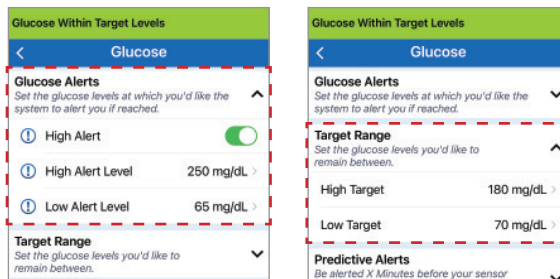 Glucose Within Target Levels
Glucose
Glucose Alerts
Set the glucose levels at which you'd like the
system to alert you if reached.
High Alert
High Alert Level 250 mg/dL
Low Alert Level 65 mg/dL
Target Range
Set the glucose levels you'd like to
remain between.
Glucose Within Target Levels
Glucose
Glucose Alerts
Set the glucose levels at which you'd like the
system to alert you if reached.
Target Range
Set the glucose levels you'd like to
remain between.
High Target 180 mg/dL
Low Target 70 mg/dL
Predictive Alerts
Be alerted X Minutes before your sensor